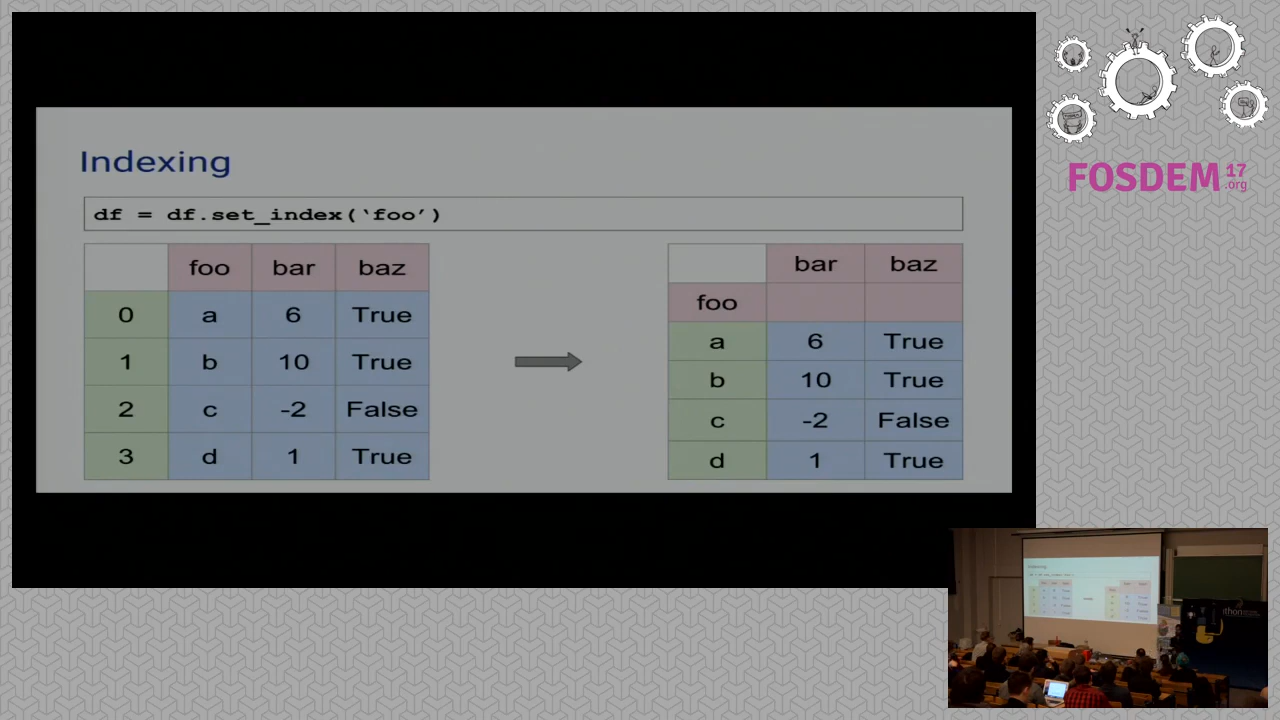 Indexing
df = df.set_index(‘foo’)
foo bar baz
0 a 6 True
1 b 10 True
2 c -2 False
3 d 1 True
bar baz
foo
a 6 True
b 10 True
c -2 False
d 1 True
FOSDEM 17 .org